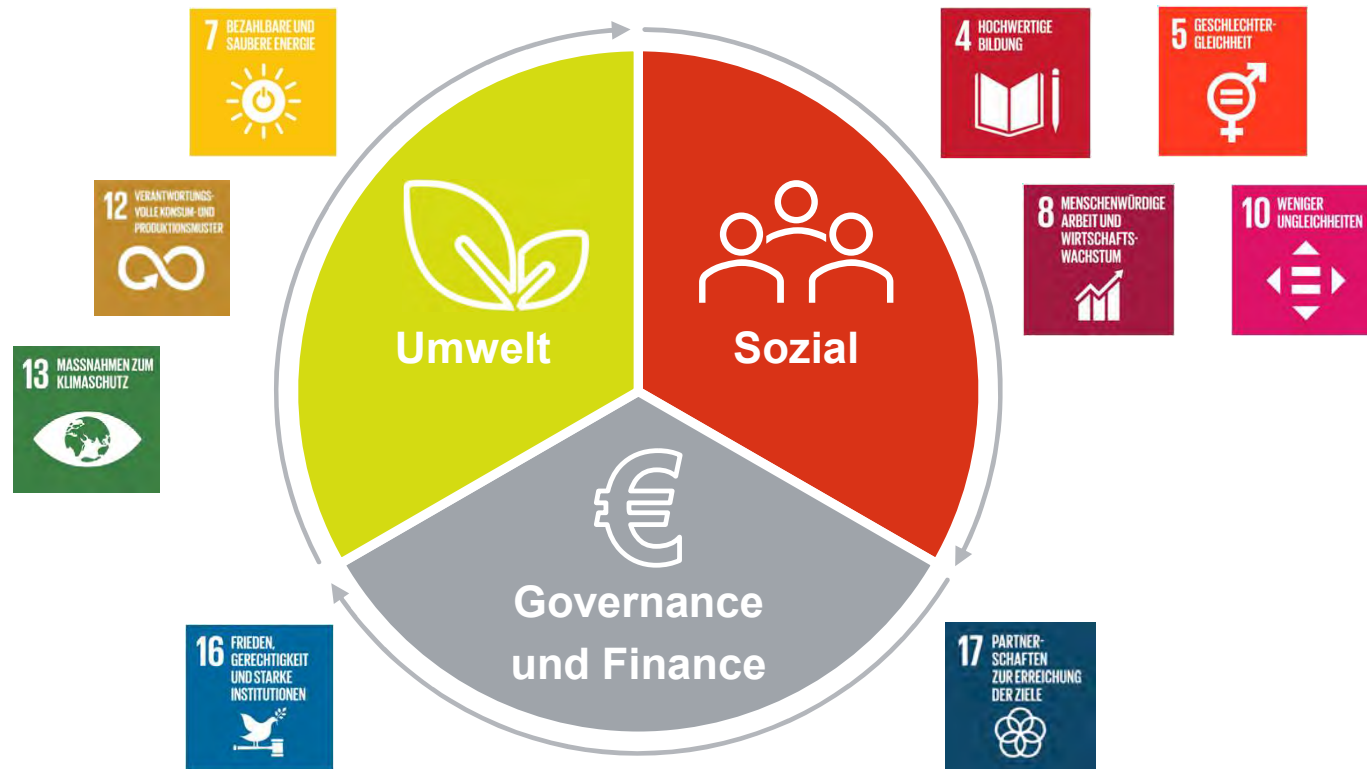 7 BEZAHLBARE UND
SAUBERE ENERGIE
4 HOCHWERTIGE
BILDUNG
5 GESCHLECHTER-
GLEICHHEIT
12 VERANTWORTUNGS-
VOLLE KONSUM- UND
PRODUKTIONSMUSTER
8 MENSCHENWÜRDIGE
ARBEIT UND
WIRTSCHAFTS-
WACHSTUM
10 WENIGER
UNGLEICHHEITEN
13 MASSNAHMEN ZUM
KLIMASCHUTZ
Umwelt
Sozial
Governance
und Finance
16 FRIEDEN,
GERECHTIGKEIT
UND STARKE
INSTITUTIONEN
17 PARTNER-
SCHAFTEN
ZUR ERREICHUNG
DER ZIELE